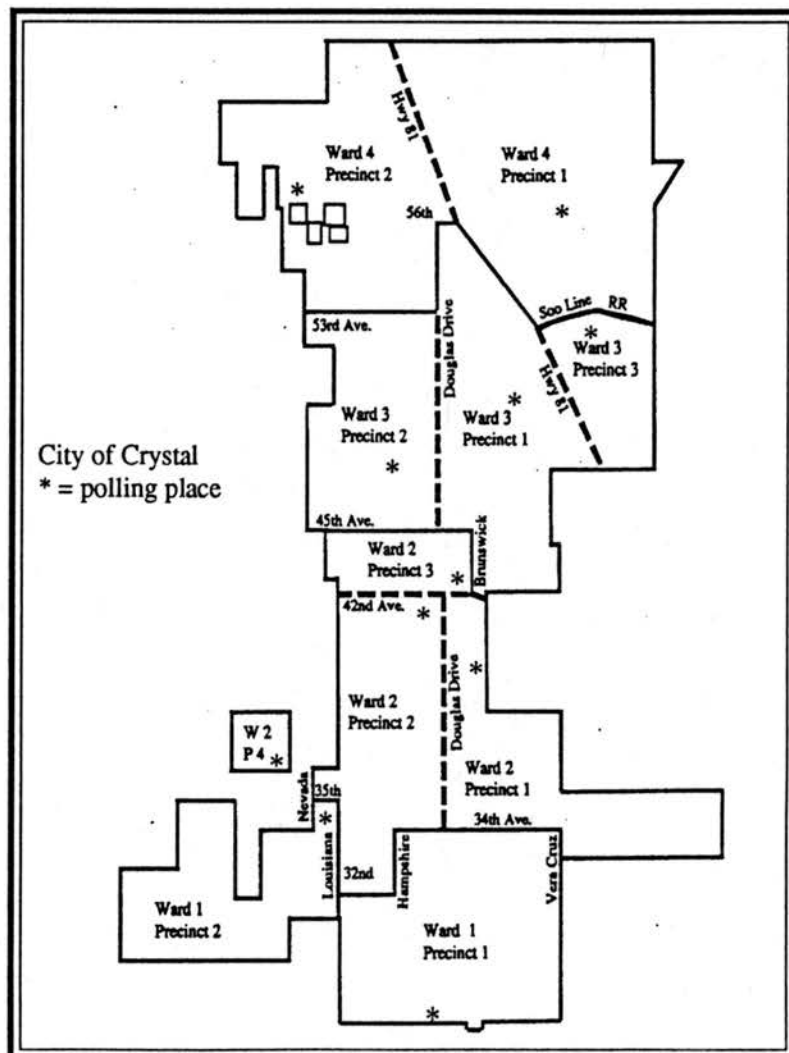 Hwy 81
Ward 4
Precinct 2
Ward 4
Precinct 1
*
*
56th
Soo Line RR
53rd Ave.
Douglas Drive
*
Ward 3
Precinct 3
Hwy 81
*
Ward 3
Precinct 2
Ward 3
Precinct 1
City of Crystal
* = polling place
*
45th Ave.
Brunswick
Ward 2
Precinct 3
*
42nd Ave.
*
*
Douglas Drive
Ward 2
Precinct 2
W 2
P 4
*
Ward 2
Precinct 1
Nevada
35th
*
34th Ave.
Louisiana
32nd
Hampshire
Vera Cruz
Ward 1
Precinct 2
Ward 1
Precinct 1
*